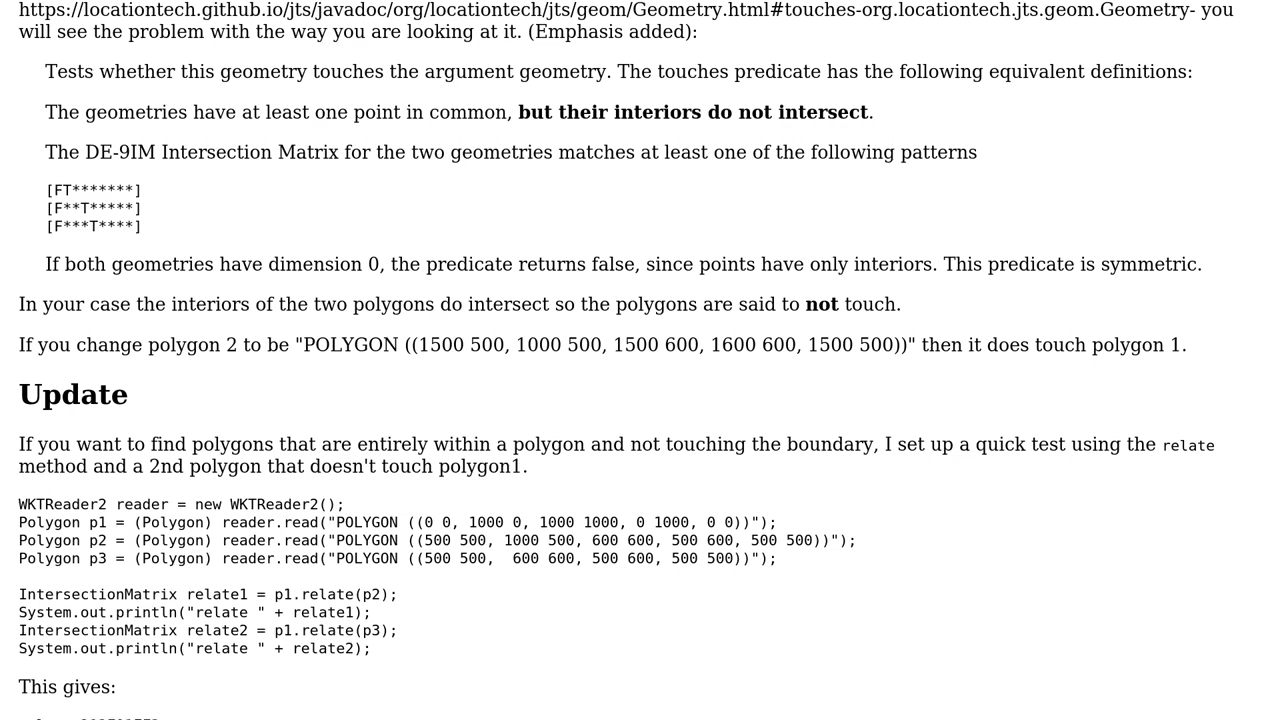 https://locationtech.github.io/jts/javadoc/org/locationtech/jts/geom/Geometry.html#touches-org.locationtech.jts.geom.Geometry- you
will see the problem with the way you are looking at it. (Emphasis added):
Tests whether this geometry touches the argument geometry. The touches predicate has the following equivalent definitions:
The geometries have at least one point in common, but their interiors do not intersect.
The DE-9IM Intersection Matrix for the two geometries matches at least one of the following patterns
[FT*******]
[F**T*****]
[F***T****]
If both geometries have dimension 0, the predicate returns false, since points have only interiors. This predicate is symmetric.
In your case the interiors of the two polygons do intersect so the polygons are said to not touch.
If you change polygon 2 to be "POLYGON ((1500 500, 1000 500, 1500 600, 1600 600, 1500 500))" then it does touch polygon 1.
Update
If you want to find polygons that are entirely within a polygon and not touching the boundary, I set up a quick test using the relate
method and a 2nd polygon that doesn't touch polygon1.
WKTReader2 reader = new WKTReader2();
Polygon p1 = (Polygon) reader.read("POLYGON ((0 0, 1000 0, 1000 1000, 0 1000, 0 0))");
Polygon p2 = (Polygon) reader.read("POLYGON ((500 500, 1000 500, 600 600, 500 600, 500 500))");
Polygon p3 = (Polygon) reader.read("POLYGON ((500 500,  600 600, 500 600, 500 500))");
IntersectionMatrix relate1 = p1.relate(p2);
System.out.println("relate " + relate1);
IntersectionMatrix relate2 = p1.relate(p3);
System.out.println("relate " + relate2);
This gives: